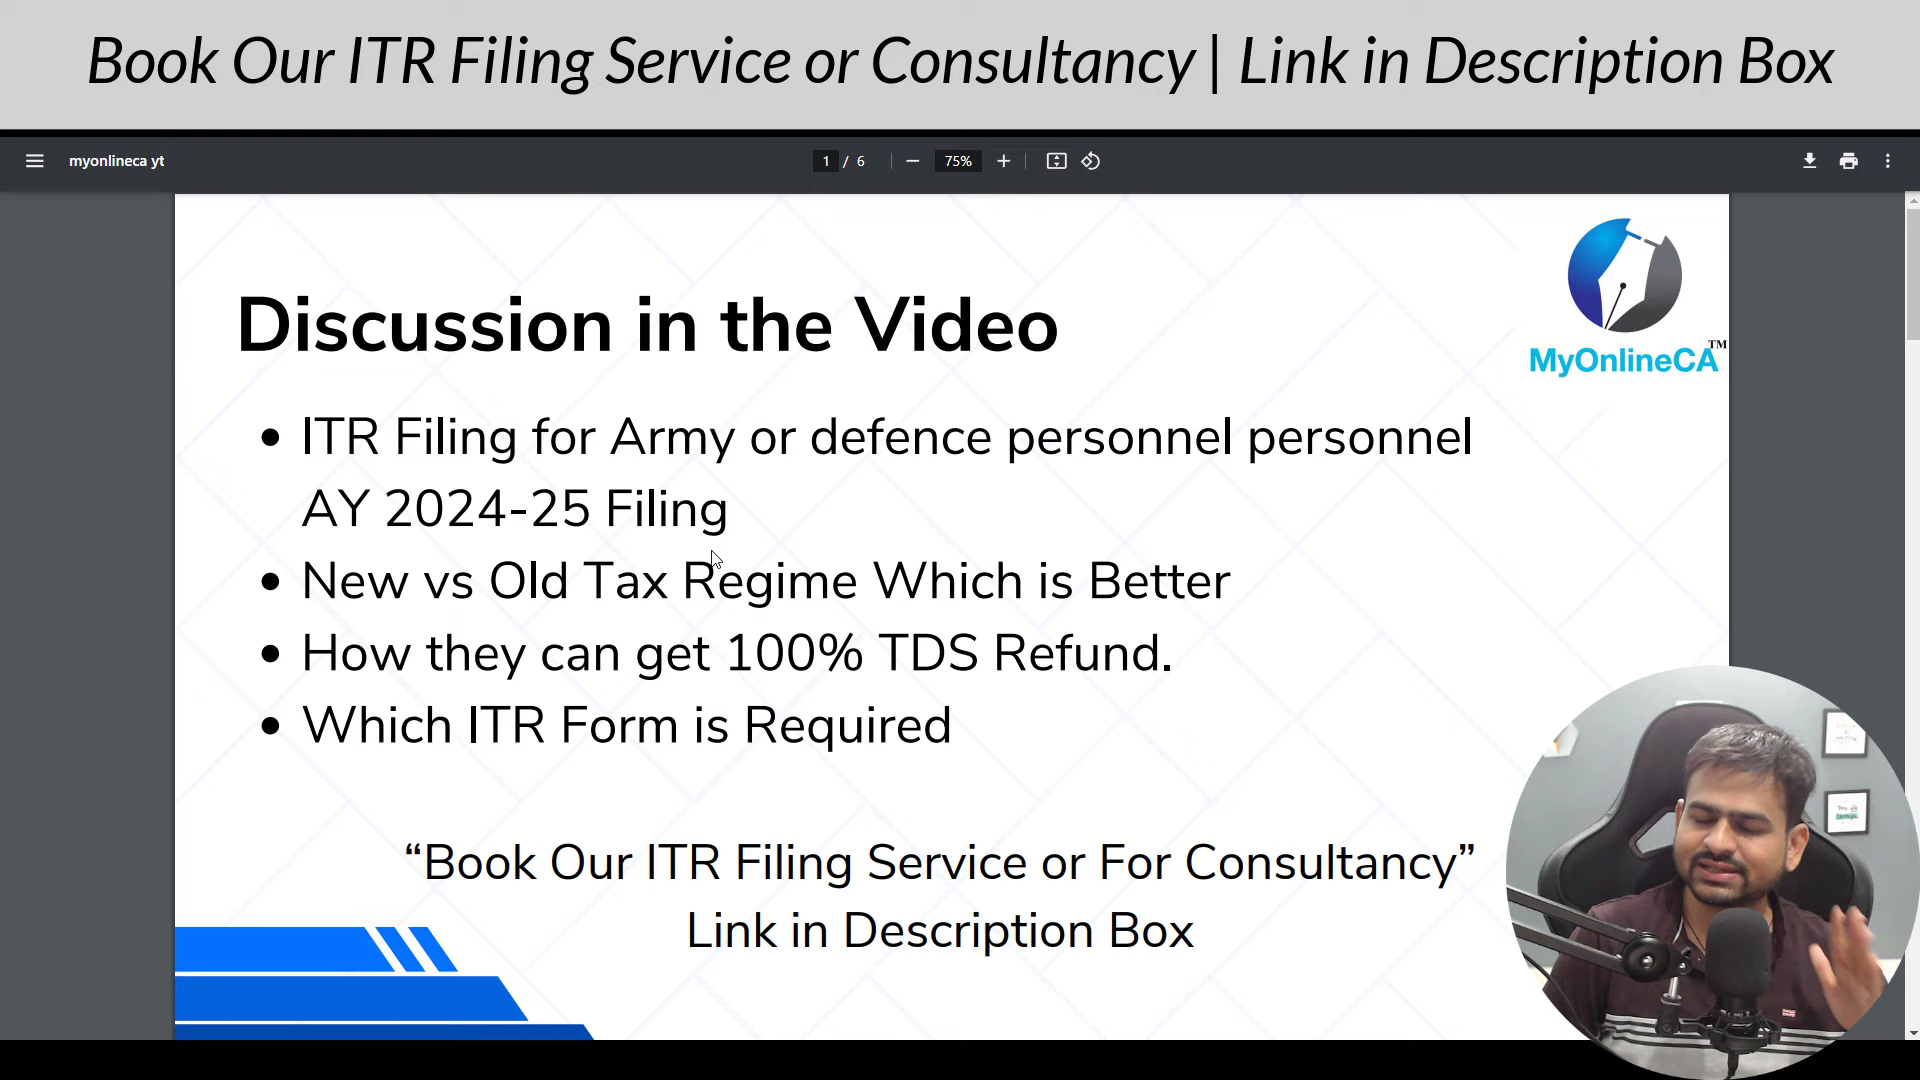 Book Our ITR Filing Service or Consultancy | Link in Description Box
myonlineca yt
1 / 6
75%
Discussion in the Video
TM
MyOnlineCA
• ITR Filing for Army or defence personnel personnel
AY 2024-25 Filing
• New vs Old Tax Regime Which is Better
• How they can get 100% TDS Refund.
• Which ITR Form is Required
“Book Our ITR Filing Service or For Consultancy”
Link in Description Box